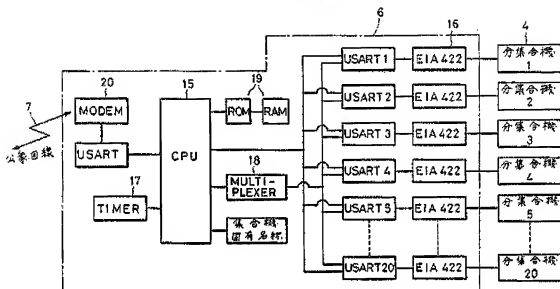 6
16
4
USART 1
EIA 422
分集合機
1
20
15
19
7
MODEM
ROM
RAM
USART 2
EIA 422
分集合機
2
公衆回線
USART
CPU
USART 3
EIA 422
分集合機
3
17
18
TIMER
MULTI-
PLEXER
USART 4
EIA 422
分集合機
4
集合機
固有名称
USART 5
EIA 422
分集合機
5
USART20
EIA 422
分集合機
20